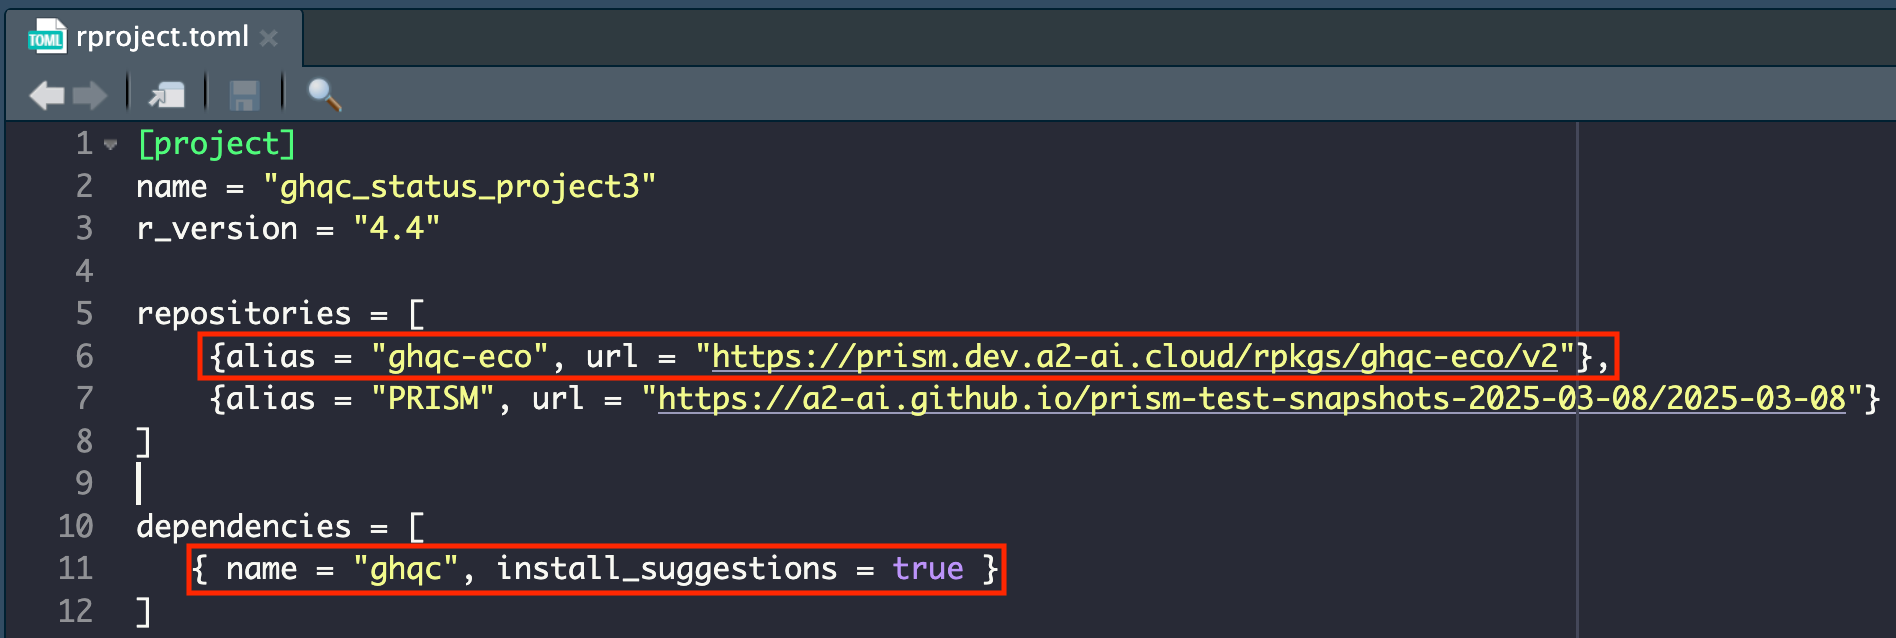 TOML rproject.toml
1 [project]
2 name = "ghqc_status_project3"
3 r_version = "4.4"
4
5 repositories = [
6 {alias = "ghqc-eco", url = "https://prism.dev.a2-ai.cloud/rpkgs/ghqc-eco/v2"},
7 {alias = "PRISM", url = "https://a2-ai.github.io/prism-test-snapshots-2025-03-08/2025-03-08"}
8 ]
9
10 dependencies = [
11 { name = "ghqc", install_suggestions = true }
12 ]